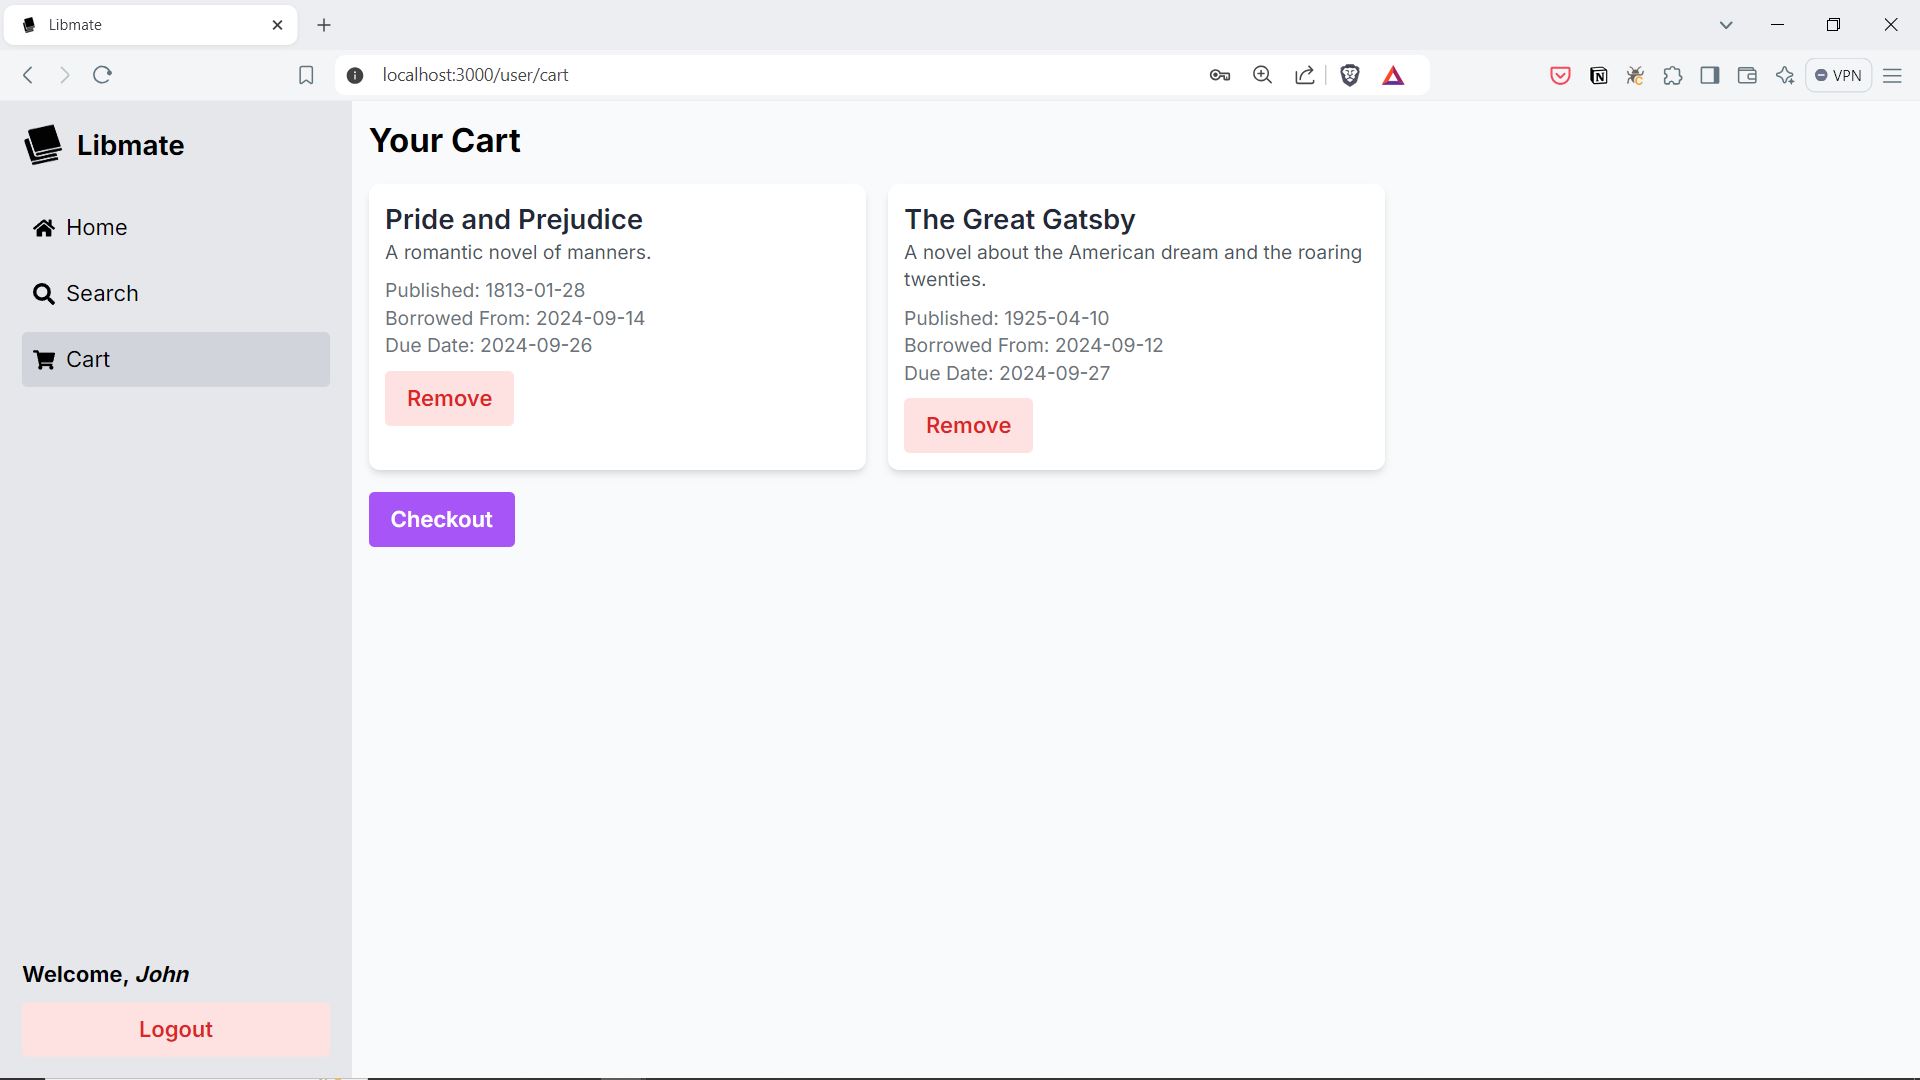 Libmate
localhost:3000/user/cart
VPN
Libmate
Home
Search
Cart
Welcome, John
Logout
Your Cart
Pride and Prejudice
A romantic novel of manners.
Published: 1813-01-28
Borrowed From: 2024-09-14
Due Date: 2024-09-26
Remove
The Great Gatsby
A novel about the American dream and the roaring
twenties.
Published: 1925-04-10
Borrowed From: 2024-09-12
Due Date: 2024-09-27
Remove
Checkout